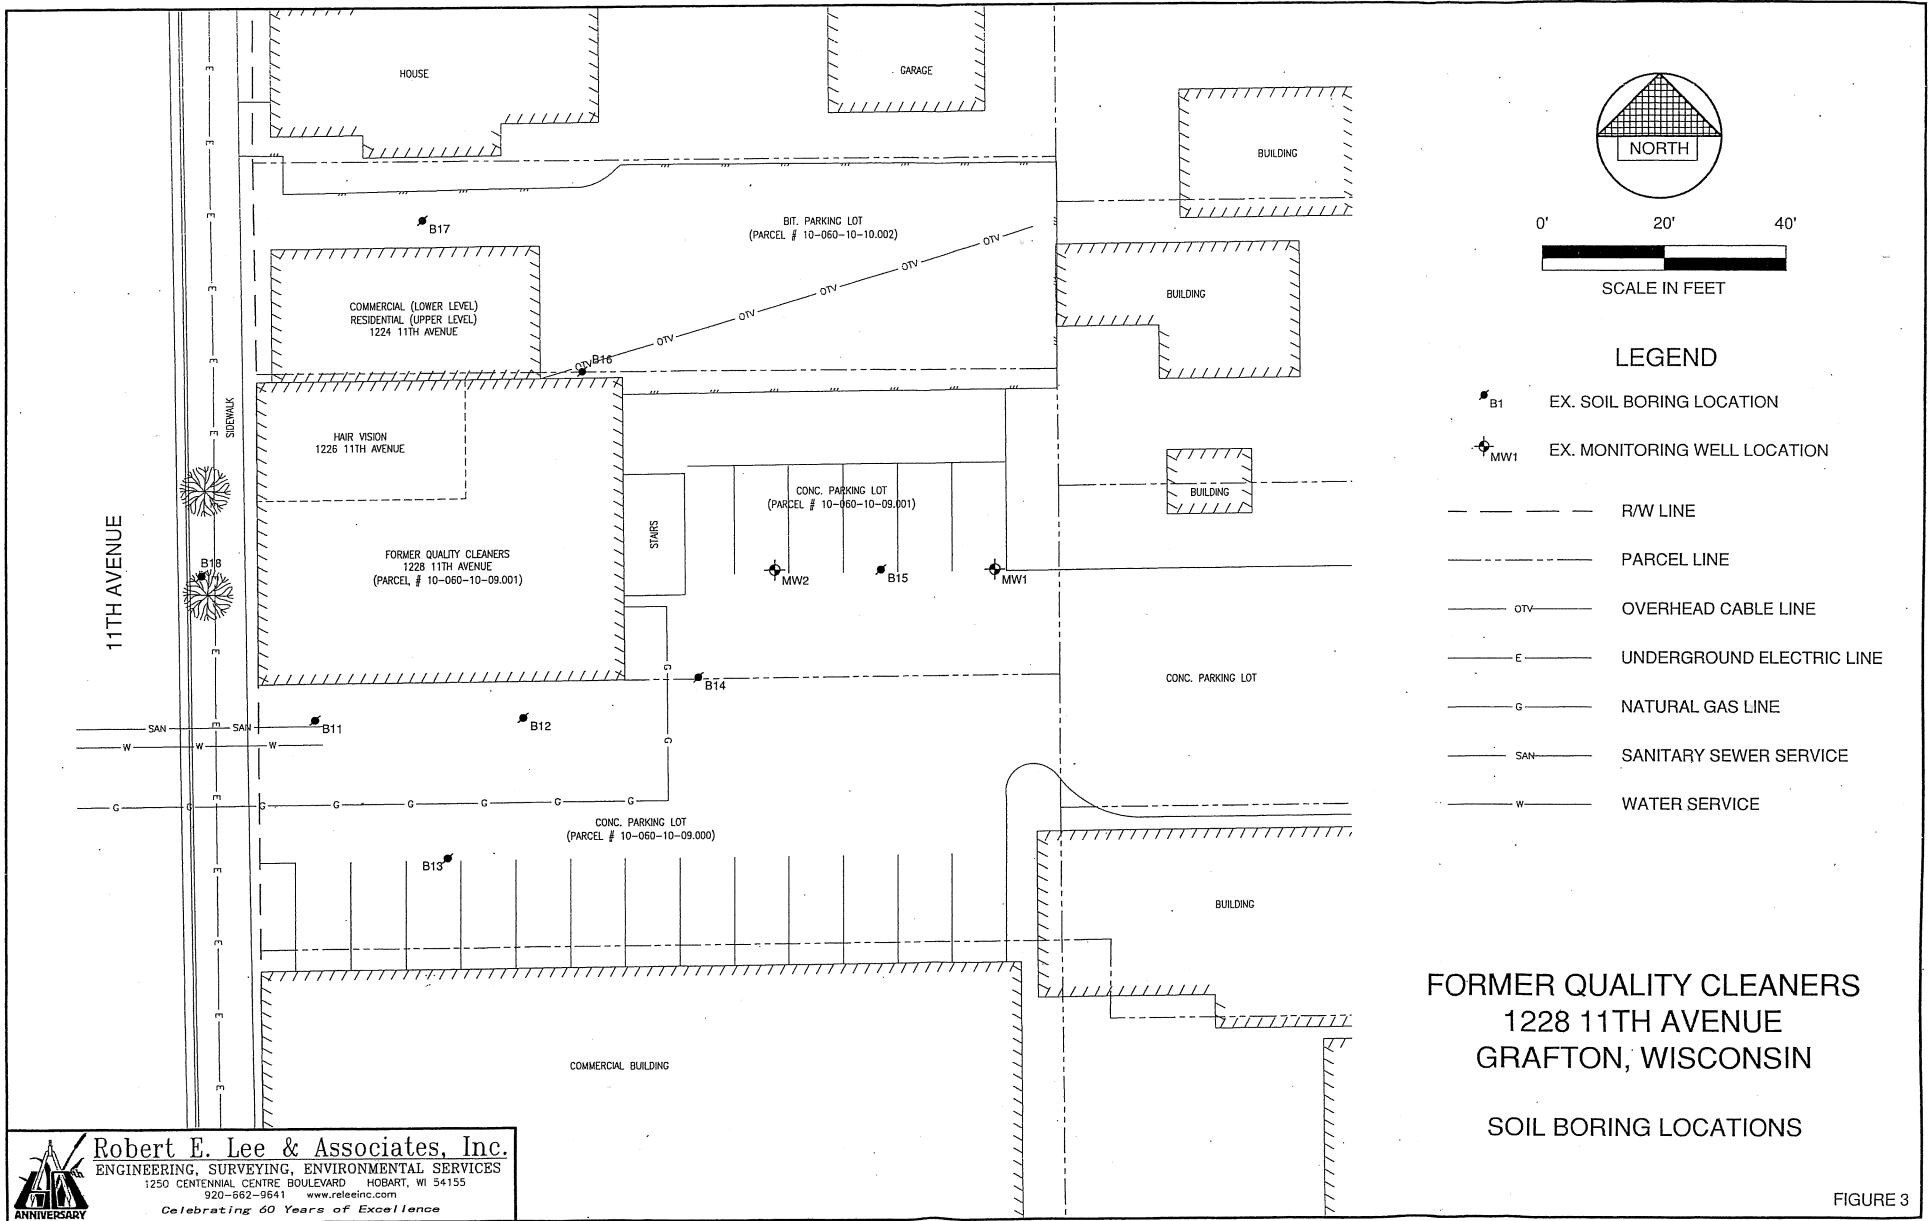 HOUSE
GARAGE
BUILDING
NORTH
B17
BIT. PARKING LOT
(PARCEL # 10-060-10-10.002)
OTV
OTV
OTV
OTV
OTV
OTV
B16
COMMERCIAL (LOWER LEVEL)
RESIDENTIAL (UPPER LEVEL)
1224 11TH AVENUE
BUILDING
0' 20' 40'
SCALE IN FEET
LEGEND
B1 EX. SOIL BORING LOCATION
MW1 EX. MONITORING WELL LOCATION
R/W LINE
PARCEL LINE
OTV OVERHEAD CABLE LINE
E UNDERGROUND ELECTRIC LINE
G NATURAL GAS LINE
SAN SANITARY SEWER SERVICE
W WATER SERVICE
SIDEWALK
HAIR VISION
1226 11TH AVENUE
CONC. PARKING LOT
(PARCEL # 10-060-10-09.001)
BUILDING
STAIRS
11TH AVENUE
B18
FORMER QUALITY CLEANERS
1228 11TH AVENUE
(PARCEL # 10-060-10-09.001)
MW2
B15
MW1
B14
CONC. PARKING LOT
SAN SAN B11
B12
W W W
E E E E E E E E E E E E E
G G
G G G G G G G G
CONC. PARKING LOT
(PARCEL # 10-060-10-09.000)
B13
BUILDING
COMMERCIAL BUILDING
FORMER QUALITY CLEANERS
1228 11TH AVENUE
GRAFTON, WISCONSIN
SOIL BORING LOCATIONS
Robert E. Lee & Associates, Inc.
ENGINEERING, SURVEYING, ENVIRONMENTAL SERVICES
1250 CENTENNIAL CENTRE BOULEVARD HOBART, WI 54155
920-662-9641 www.releeinc.com
Celebrating 60 Years of Excellence
ANNIVERSARY
FIGURE 3